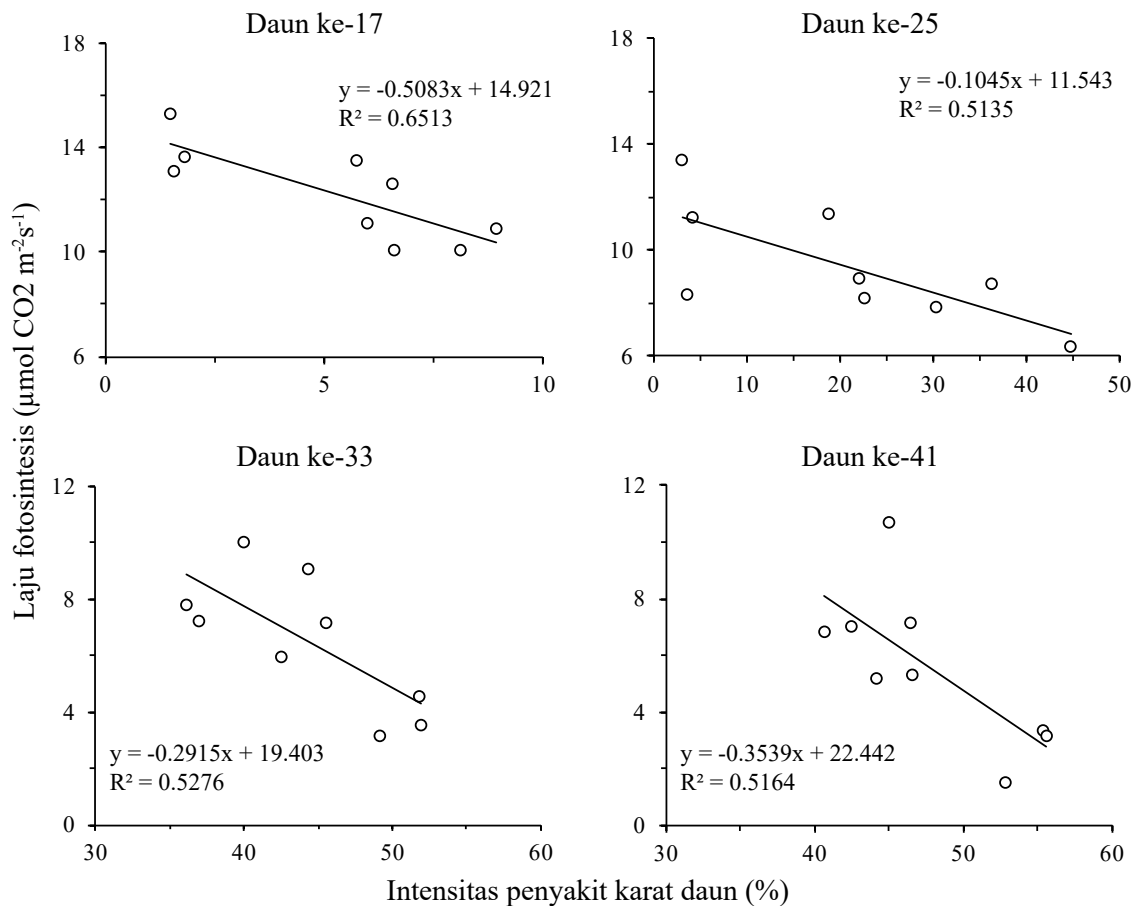 Daun ke-17
18
14
10
6
0
5
10
y = -0.5083x + 14.921
R² = 0.6513
Daun ke-25
18
14
10
6
0
10
20
30
40
50
y = -0.1045x + 11.543
R² = 0.5135
Laju fotosintesis (µmol CO2 m⁻²s⁻¹)
Daun ke-33
12
8
4
0
30
40
50
60
y = -0.2915x + 19.403
R² = 0.5276
Daun ke-41
12
8
4
0
30
40
50
60
y = -0.3539x + 22.442
R² = 0.5164
Intensitas penyakit karat daun (%)